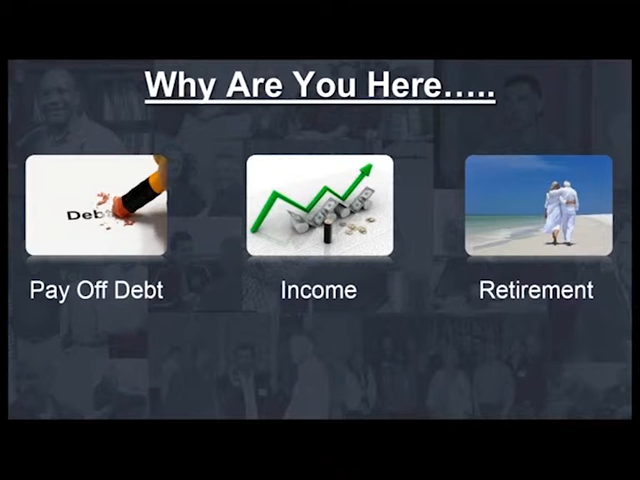 Why Are You Here…..
Debt
Pay Off Debt
Income
Retirement